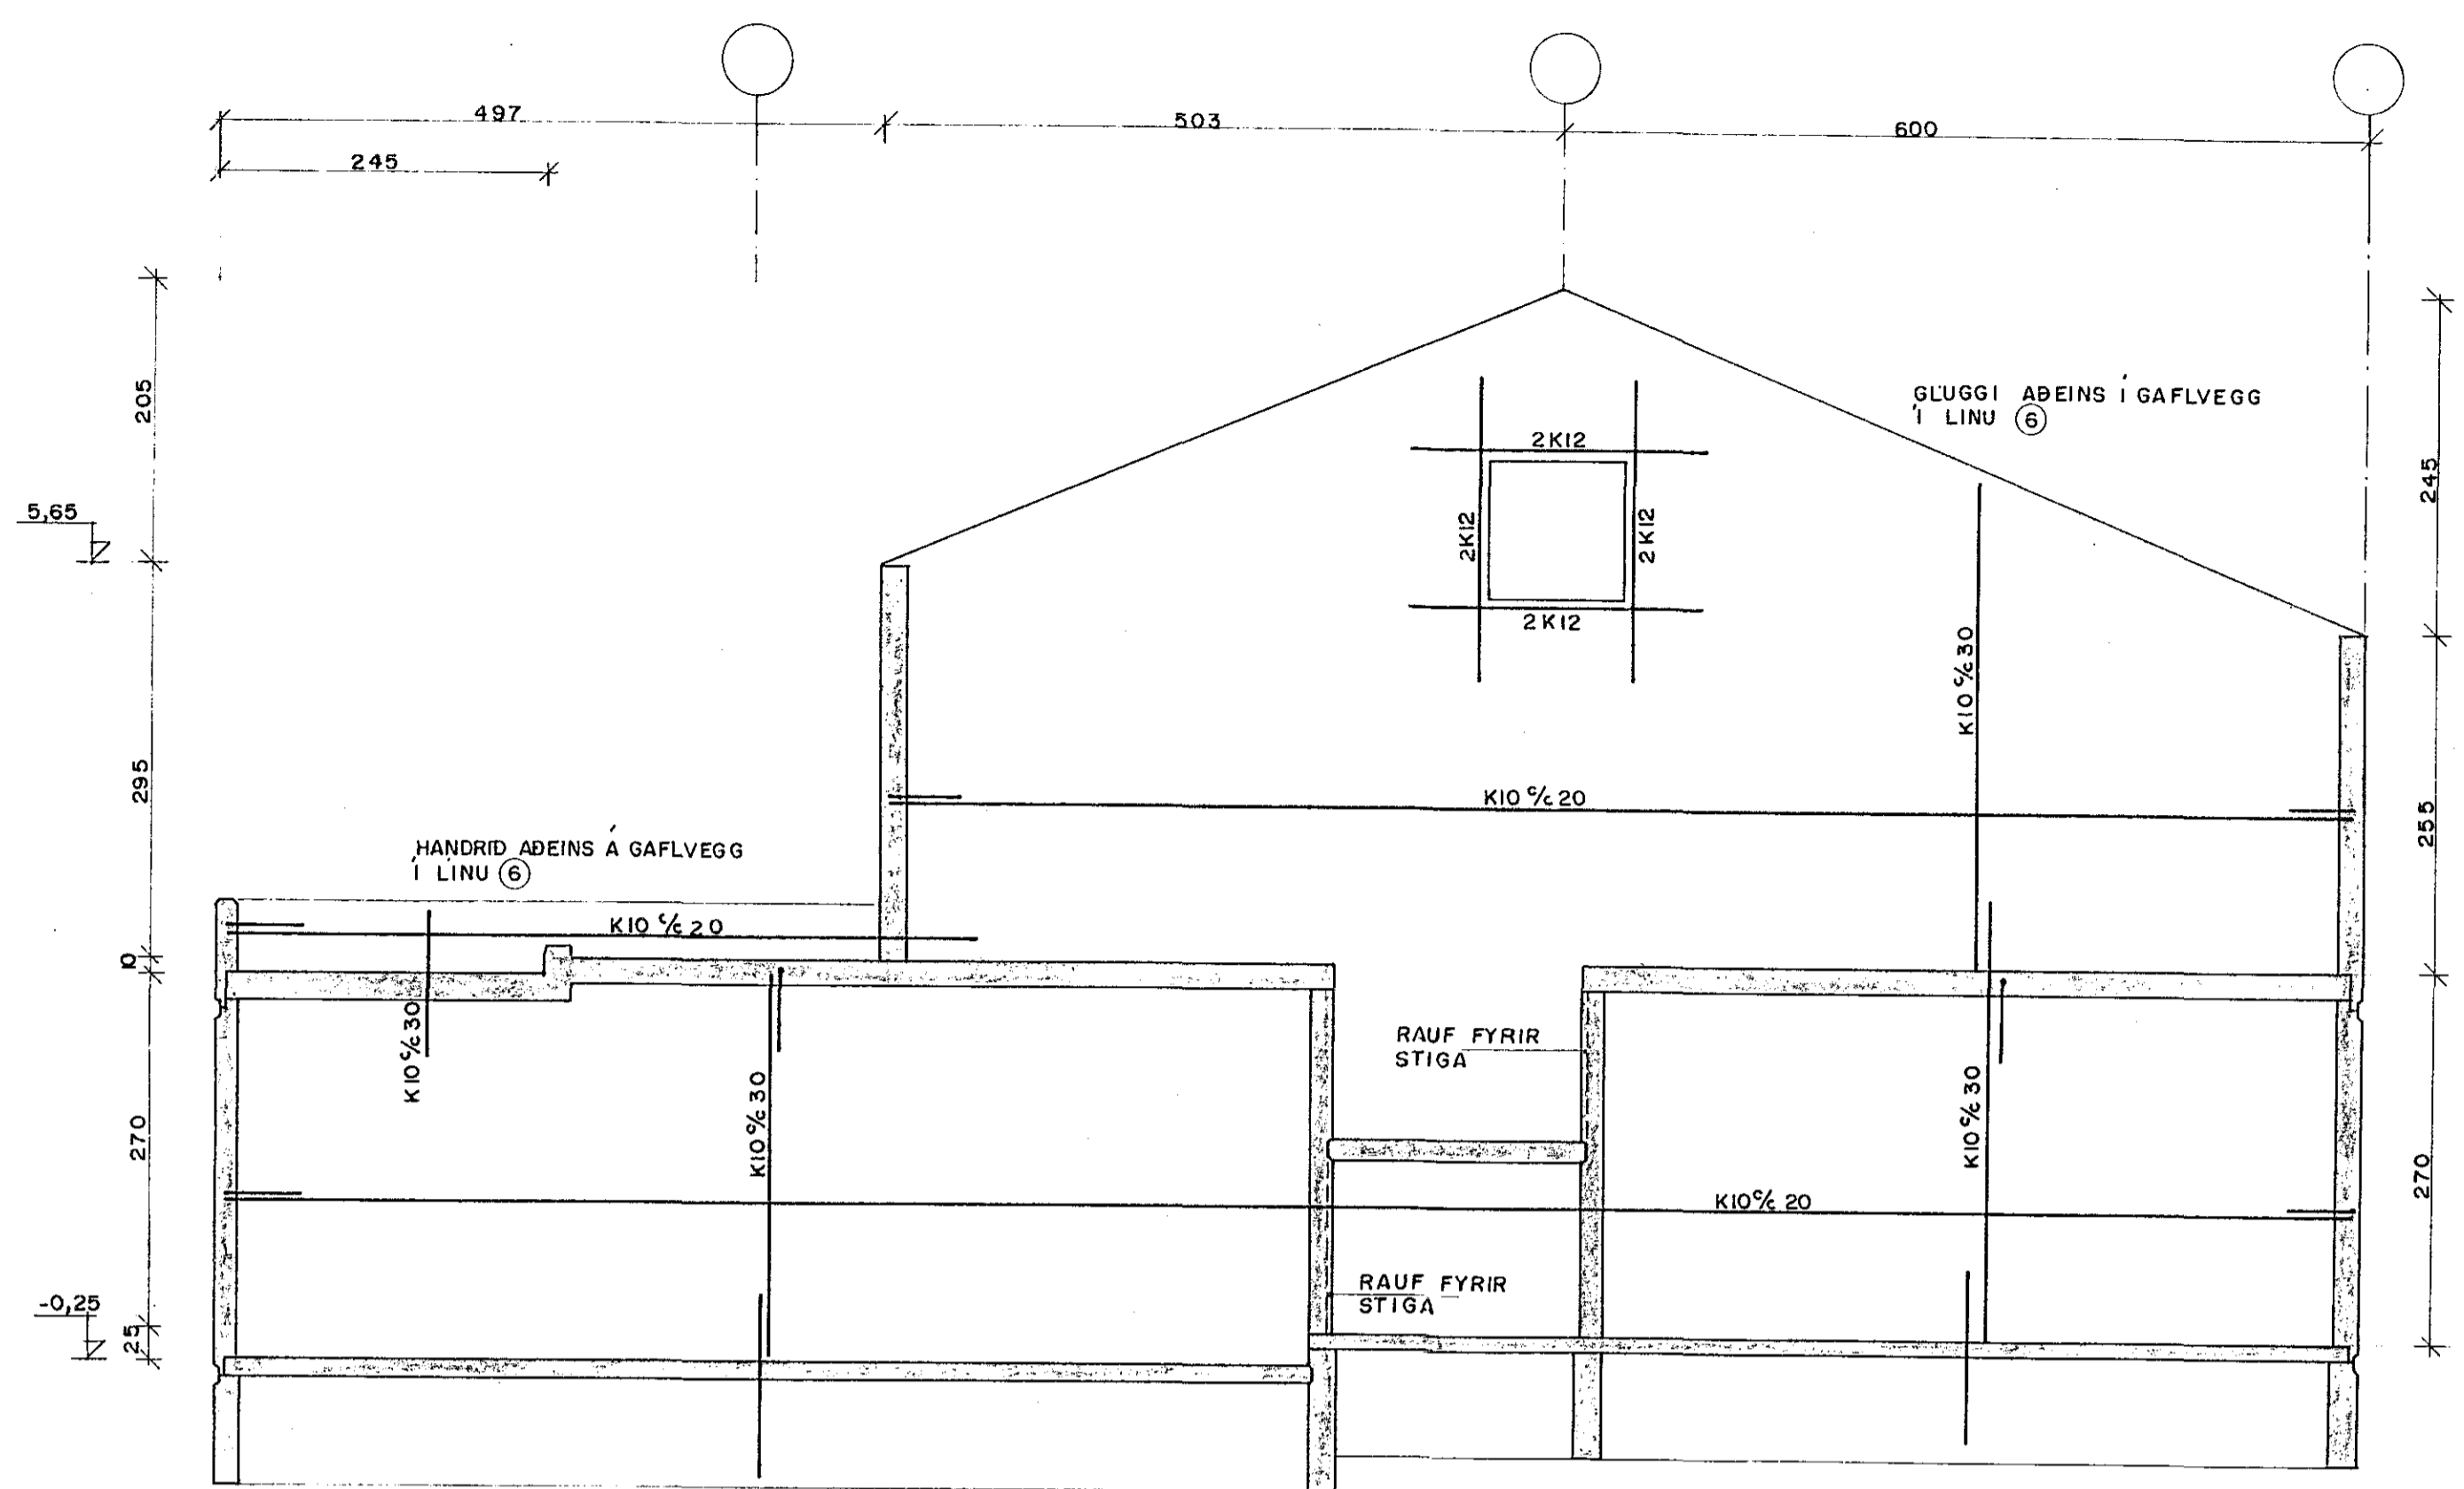 497
503
600
245
205
GLUGGI AÐEINS Í GAFLVEGG
Í LINU ⑥
2K12
2K12
2K12
2K12
245
5,65
K10 c/c 30
295
K10 c/c 20
255
HANDRIÐ AÐEINS Á GAFLVEGG
Í LÍNU ⑥
K10 c/c 20
10
K10 c/c 30
RAUF FYRIR
STIGA
270
K10 c/c 30
K10 c/c 30
270
K10 c/c 20
RAUF FYRIR
STIGA
-0,25
25